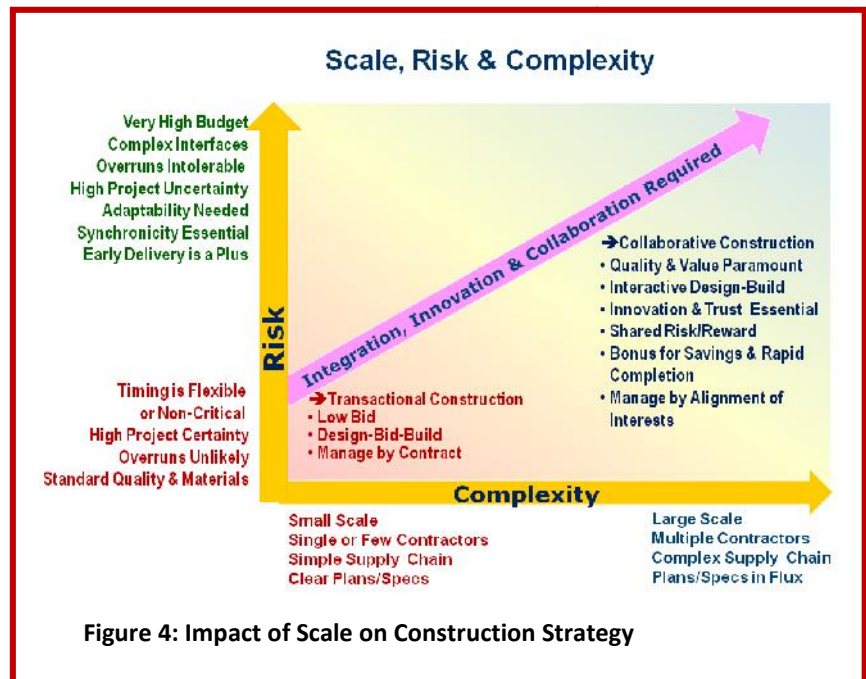 Scale, Risk & Complexity
Very High Budget
Complex Interfaces
Overruns Intolerable
High Project Uncertainty
Adaptability Needed
Synchronicity Essential
Early Delivery is a Plus
Risk
Timing is Flexible
or Non-Critical
High Project Certainty
Overruns Unlikely
Standard Quality & Materials
Integration, Innovation & Collaboration Required
➔Collaborative Construction
• Quality & Value Paramount
• Interactive Design-Build
• Innovation & Trust Essential
• Shared Risk/Reward
• Bonus for Savings & Rapid
Completion
• Manage by Alignment of
Interests
➔Transactional Construction
• Low Bid
• Design-Bid-Build
• Manage by Contract
Complexity
Small Scale
Single or Few Contractors
Simple Supply Chain
Clear Plans/Specs
Large Scale
Multiple Contractors
Complex Supply Chain
Plans/Specs in Flux
Figure 4: Impact of Scale on Construction Strategy